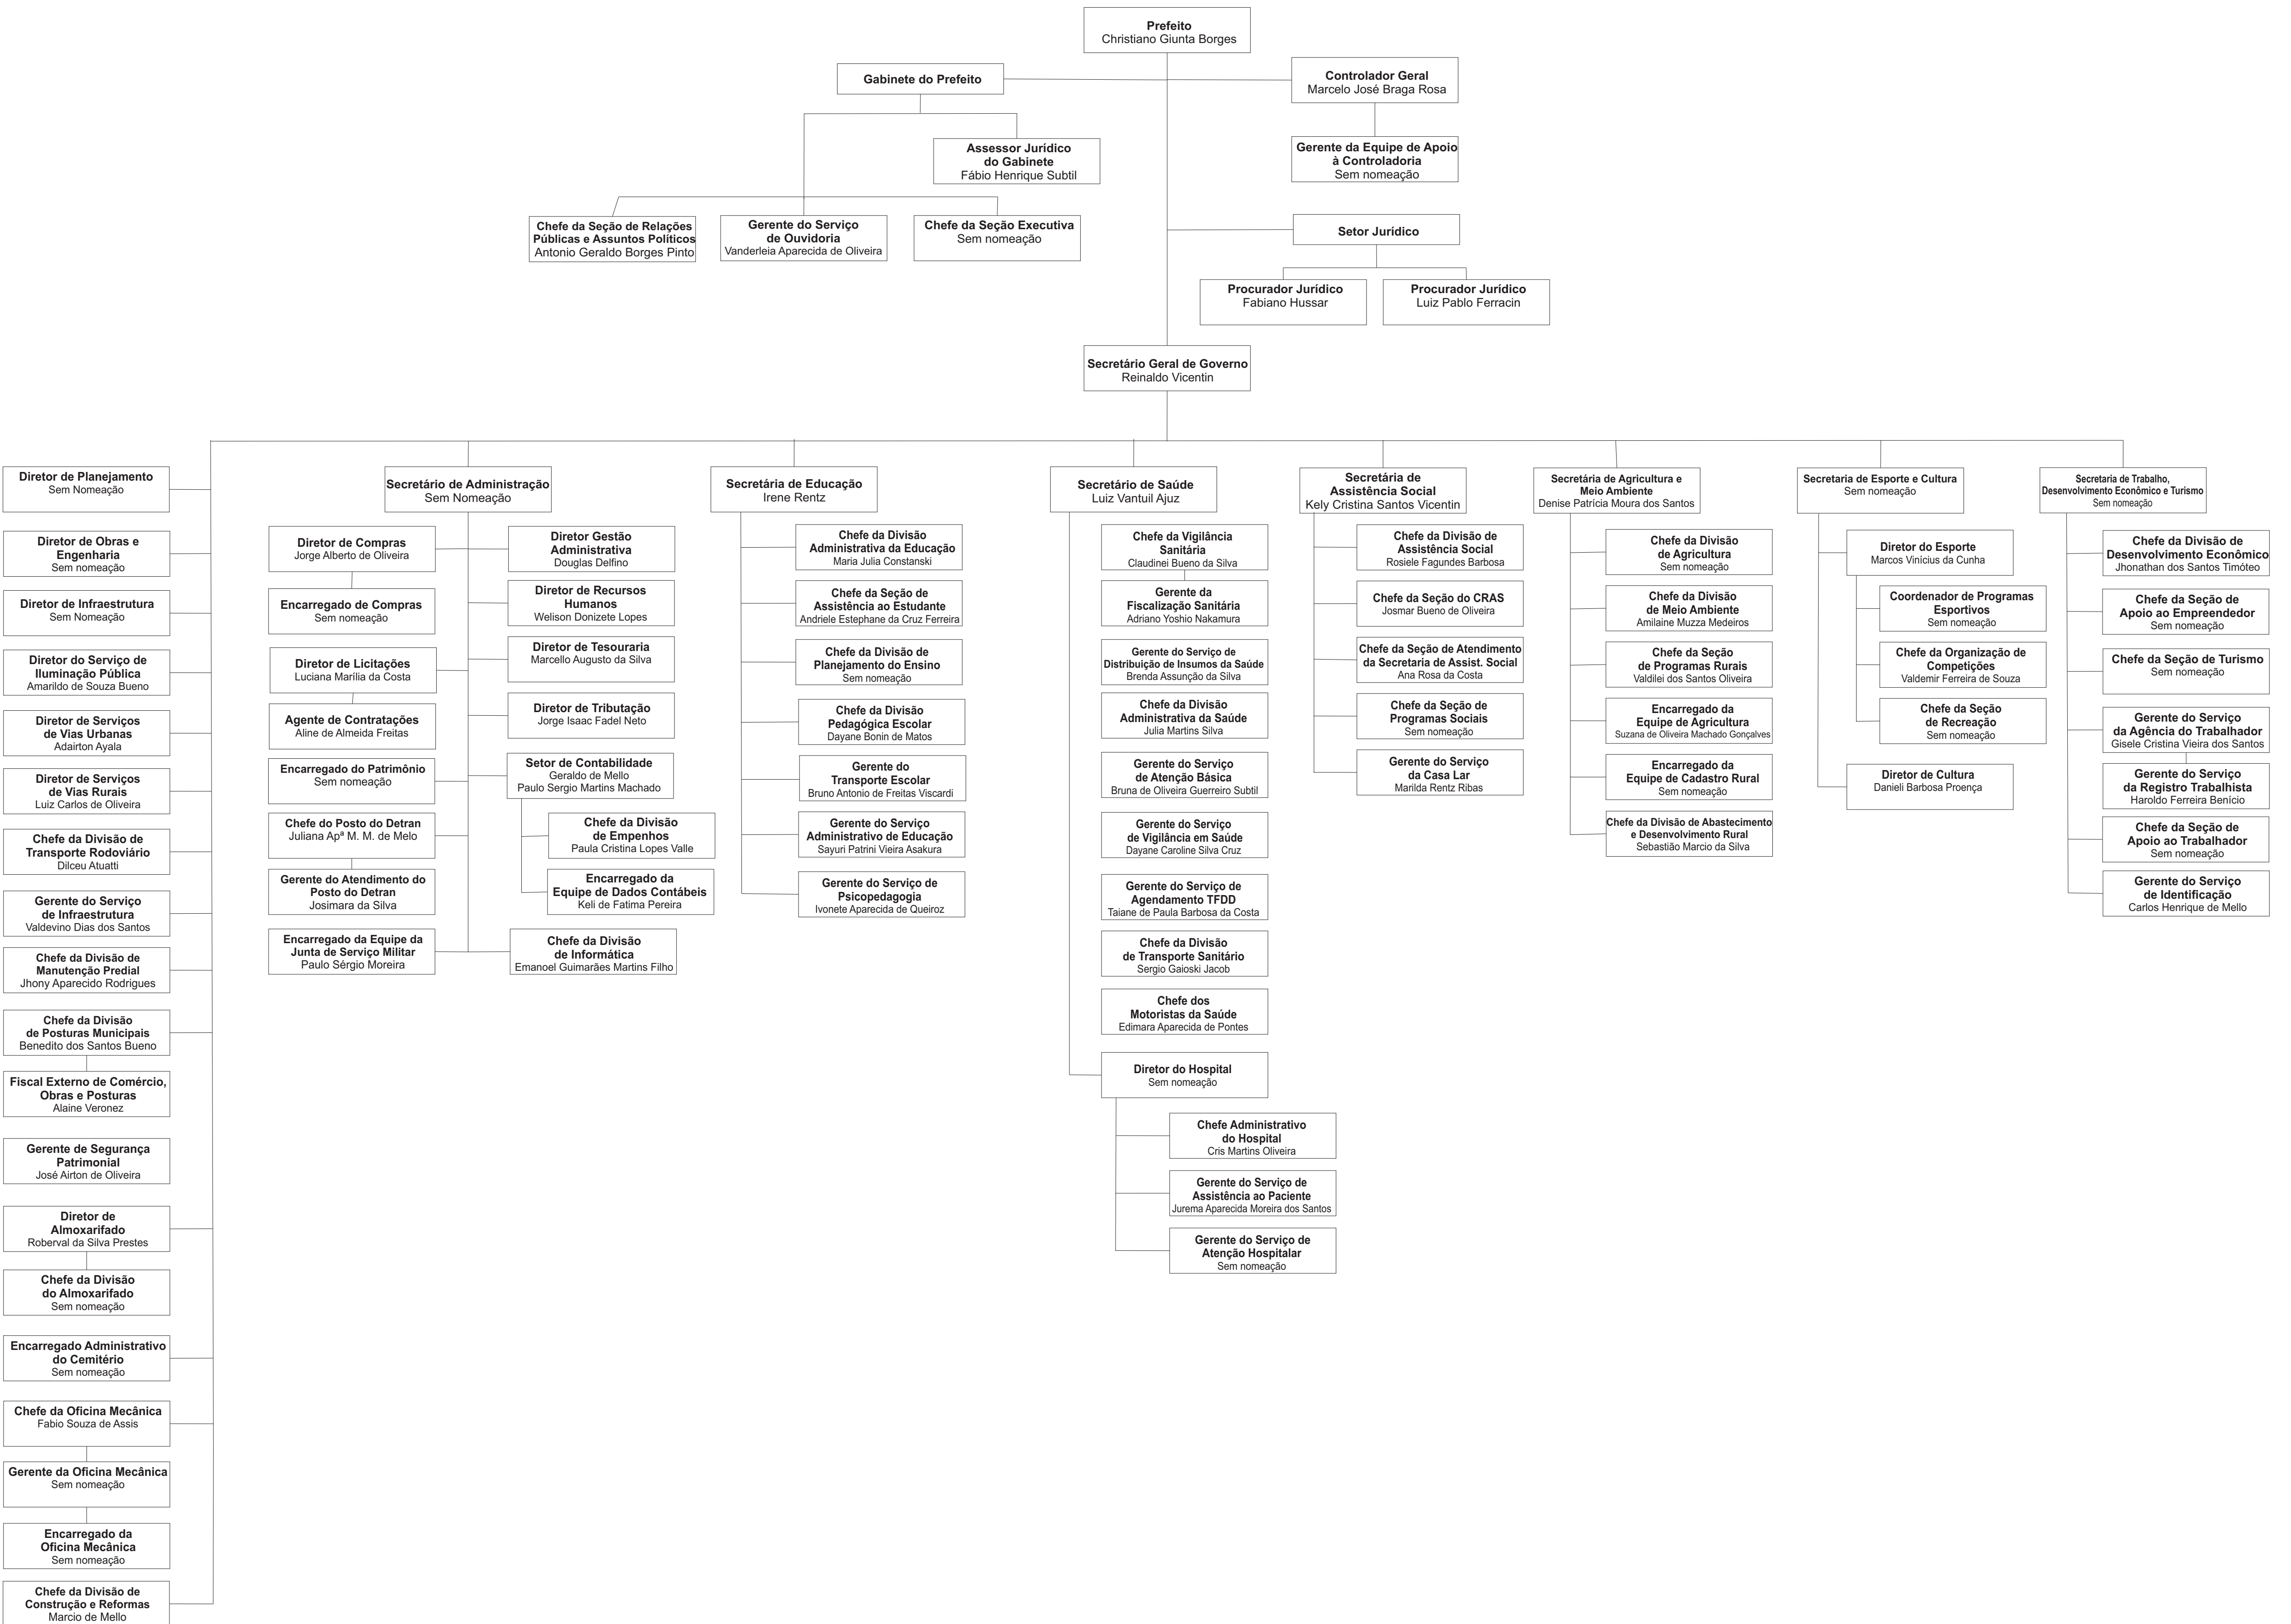 Prefeito
Christiano Giunta Borges
Gabinete do Prefeito
Controlador Geral
Marcelo José Braga Rosa
Assessor Jurídico
do Gabinete
Fábio Henrique Subtil
Gerente da Equipe de Apoio
à Controladoria
Sem nomeação
Chefe da Seção de Relações
Públicas e Assuntos Políticos
Antonio Geraldo Borges Pinto
Gerente do Serviço
de Ouvidoria
Vanderleia Aparecida de Oliveira
Chefe da Seção Executiva
Sem nomeação
Setor Jurídico
Procurador Jurídico
Fabiano Hussar
Procurador Jurídico
Luiz Pablo Ferracin
Secretário Geral de Governo
Reinaldo Vicentin
Diretor de Planejamento
Sem Nomeação
Diretor de Obras e
Engenharia
Sem nomeação
Diretor de Infraestrutura
Sem Nomeação
Diretor do Serviço de
Iluminação Pública
Amarildo de Souza Bueno
Diretor de Serviços
de Vias Urbanas
Adairton Ayala
Diretor de Serviços
de Vias Rurais
Luiz Carlos de Oliveira
Chefe da Divisão de
Transporte Rodoviário
Dilceu Atuatti
Gerente do Serviço
de Infraestrutura
Valdevino Dias dos Santos
Chefe da Divisão de
Manutenção Predial
Jhony Aparecido Rodrigues
Chefe da Divisão
de Posturas Municipais
Benedito dos Santos Bueno
Fiscal Externo de Comércio,
Obras e Posturas
Alaine Veronez
Gerente de Segurança
Patrimonial
José Airton de Oliveira
Diretor de
Almoxarifado
Roberval da Silva Prestes
Chefe da Divisão
do Almoxarifado
Sem nomeação
Encarregado Administrativo
do Cemitério
Sem nomeação
Chefe da Oficina Mecânica
Fabio Souza de Assis
Gerente da Oficina Mecânica
Sem nomeação
Encarregado da
Oficina Mecânica
Sem nomeação
Chefe da Divisão de
Construção e Reformas
Marcio de Mello
Secretário de Administração
Sem Nomeação
Diretor de Compras
Jorge Alberto de Oliveira
Encarregado de Compras
Sem nomeação
Diretor de Licitações
Luciana Marília da Costa
Agente de Contratações
Aline de Almeida Freitas
Encarregado do Patrimônio
Sem nomeação
Chefe do Posto do Detran
Juliana Apª M. M. de Melo
Gerente do Atendimento do
Posto do Detran
Josimara da Silva
Encarregado da Equipe da
Junta de Serviço Militar
Paulo Sérgio Moreira
Diretor Gestão
Administrativa
Douglas Delfino
Diretor de Recursos
Humanos
Welison Donizete Lopes
Diretor de Tesouraria
Marcello Augusto da Silva
Diretor de Tributação
Jorge Isaac Fadel Neto
Setor de Contabilidade
Geraldo de Mello
Paulo Sergio Martins Machado
Chefe da Divisão
de Empenhos
Paula Cristina Lopes Valle
Encarregado da
Equipe de Dados Contábeis
Keli de Fatima Pereira
Chefe da Divisão
de Informática
Emanoel Guimarães Martins Filho
Secretária de Educação
Irene Rentz
Chefe da Divisão
Administrativa da Educação
Maria Julia Constanski
Chefe da Seção de
Assistência ao Estudante
Andriele Estephane da Cruz Ferreira
Chefe da Divisão de
Planejamento do Ensino
Sem nomeação
Chefe da Divisão
Pedagógica Escolar
Dayane Bonin de Matos
Gerente do
Transporte Escolar
Bruno Antonio de Freitas Viscardi
Gerente do Serviço
Administrativo de Educação
Sayuri Patrini Vieira Asakura
Gerente do Serviço de
Psicopedagogia
Ivonete Aparecida de Queiroz
Secretário de Saúde
Luiz Vantuil Ajuz
Chefe da Vigilância
Sanitária
Claudinei Bueno da Silva
Gerente da
Fiscalização Sanitária
Adriano Yoshio Nakamura
Gerente do Serviço de
Distribuição de Insumos da Saúde
Brenda Assunção da Silva
Chefe da Divisão
Administrativa da Saúde
Julia Martins Silva
Gerente do Serviço
de Atenção Básica
Bruna de Oliveira Guerreiro Subtil
Gerente do Serviço
de Vigilância em Saúde
Dayane Caroline Silva Cruz
Gerente do Serviço de
Agendamento TFDD
Taiane de Paula Barbosa da Costa
Chefe da Divisão
de Transporte Sanitário
Sergio Gaioski Jacob
Chefe dos
Motoristas da Saúde
Edimara Aparecida de Pontes
Diretor do Hospital
Sem nomeação
Chefe Administrativo
do Hospital
Cris Martins Oliveira
Gerente do Serviço de
Assistência ao Paciente
Jurema Aparecida Moreira dos Santos
Gerente do Serviço de
Atenção Hospitalar
Sem nomeação
Secretária de
Assistência Social
Kely Cristina Santos Vicentin
Chefe da Divisão de
Assistência Social
Rosiele Fagundes Barbosa
Chefe da Seção do CRAS
Josmar Bueno de Oliveira
Chefe da Seção de Atendimento
da Secretaria de Assist. Social
Ana Rosa da Costa
Chefe da Seção de
Programas Sociais
Sem nomeação
Gerente do Serviço
da Casa Lar
Marilda Rentz Ribas
Secretária de Agricultura e
Meio Ambiente
Denise Patrícia Moura dos Santos
Chefe da Divisão
de Agricultura
Sem nomeação
Chefe da Divisão
de Meio Ambiente
Amilaine Muzza Medeiros
Chefe da Seção
de Programas Rurais
Valdilei dos Santos Oliveira
Encarregado da
Equipe de Agricultura
Suzana de Oliveira Machado Gonçalves
Encarregado da
Equipe de Cadastro Rural
Sem nomeação
Chefe da Divisão de Abastecimento
e Desenvolvimento Rural
Sebastião Marcio da Silva
Secretaria de Esporte e Cultura
Sem nomeação
Diretor do Esporte
Marcos Vinícius da Cunha
Coordenador de Programas
Esportivos
Sem nomeação
Chefe da Organização de
Competições
Valdemir Ferreira de Souza
Chefe da Seção
de Recreação
Sem nomeação
Diretor de Cultura
Danieli Barbosa Proença
Secretaria de Trabalho,
Desenvolvimento Econômico e Turismo
Sem nomeação
Chefe da Divisão de
Desenvolvimento Econômico
Jhonathan dos Santos Timóteo
Chefe da Seção de
Apoio ao Empreendedor
Sem nomeação
Chefe da Seção de Turismo
Sem nomeação
Gerente do Serviço
da Agência do Trabalhador
Gisele Cristina Vieira dos Santos
Gerente do Serviço
da Registro Trabalhista
Haroldo Ferreira Benício
Chefe da Seção de
Apoio ao Trabalhador
Sem nomeação
Gerente do Serviço
de Identificação
Carlos Henrique de Mello